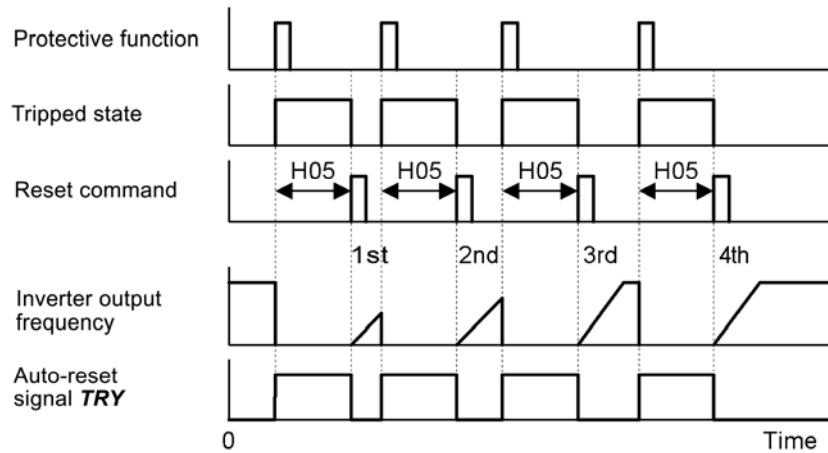 Protective function
Tripped state
H05 H05 H05 H05
Reset command
1st 2nd 3rd 4th
Inverter output
frequency
Auto-reset
signal TRY
0 Time